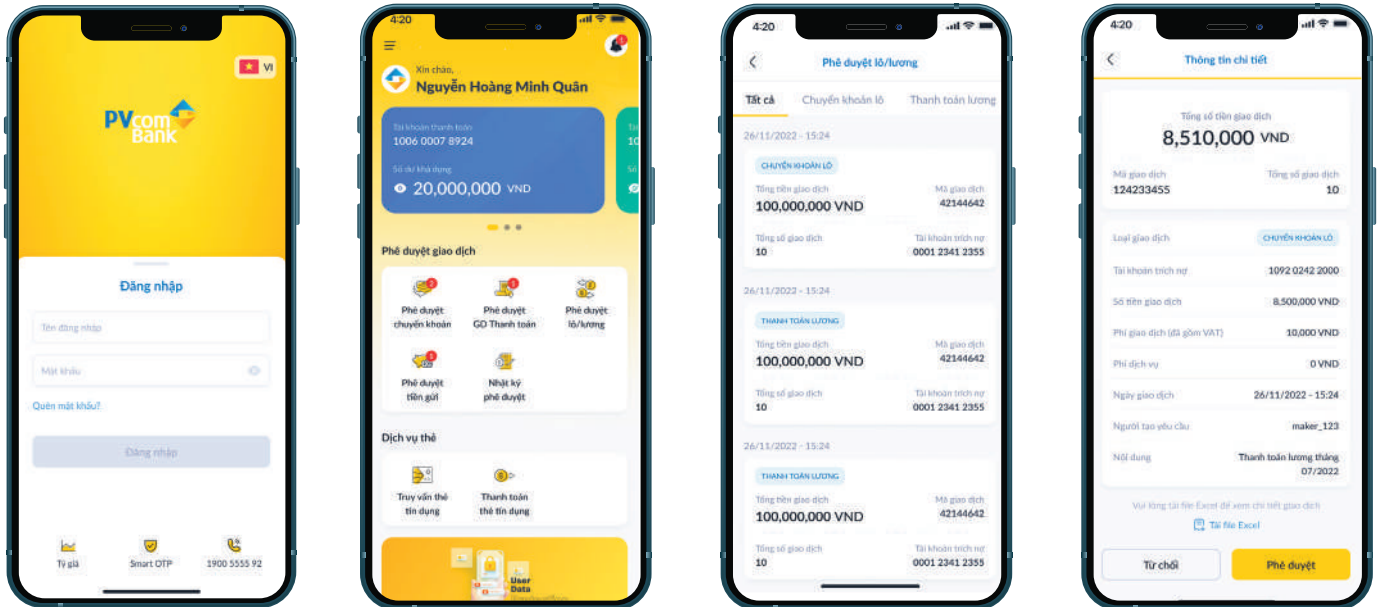 VI
PVcom
Bank
Đăng nhập
Tên đăng nhập
Mật khẩu
Quên mật khẩu?
Đăng nhập
Tỷ giá
Smart OTP
1900 5555 92
4:20
1
Xin chào,
Nguyễn Hoàng Minh Quân
Tài khoản thanh toán
1006 0007 8924
Số dư khả dụng
20,000,000 VND
10
Phê duyệt giao dịch
2
Phê duyệt
chuyển khoản
1
Phê duyệt
GD Thanh toán
Phê duyệt
lô/lương
1
Phê duyệt
tiền gửi
Nhật ký
phê duyệt
Dịch vụ thẻ
Truy vấn thẻ
tín dụng
Thanh toán
thẻ tín dụng
User
Data
4:20
Phê duyệt lô/lương
Tất cả
Chuyển khoản lô
Thanh toán lương
26/11/2022 - 15:24
CHUYỂN KHOẢN LÔ
Tổng tiền giao dịch
Mã giao dịch
100,000,000 VND
42144642
Tổng số giao dịch
Tài khoản trích nợ
10
0001 2341 2355
26/11/2022 - 15:24
THANH TOÁN LƯƠNG
Tổng tiền giao dịch
Mã giao dịch
100,000,000 VND
42144642
Tổng số giao dịch
Tài khoản trích nợ
10
0001 2341 2355
26/11/2022 - 15:24
THANH TOÁN LƯƠNG
Tổng tiền giao dịch
Mã giao dịch
100,000,000 VND
42144642
Tổng số giao dịch
Tài khoản trích nợ
10
0001 2341 2355
4:20
Thông tin chi tiết
Tổng số tiền giao dịch
8,510,000 VND
Mã giao dịch
Tổng số giao dịch
124233455
10
Loại giao dịch
CHUYỂN KHOẢN LÔ
Tài khoản trích nợ
1092 0242 2000
Số tiền giao dịch
8,500,000 VND
Phí giao dịch (đã gồm VAT)
10,000 VND
Phí dịch vụ
0 VND
Ngày giao dịch
26/11/2022 - 15:24
Người tạo yêu cầu
maker_123
Nội dung
Thanh toán lương tháng
07/2022
Vui lòng tải file Excel để xem chi tiết giao dịch
Tải file Excel
Từ chối
Phê duyệt